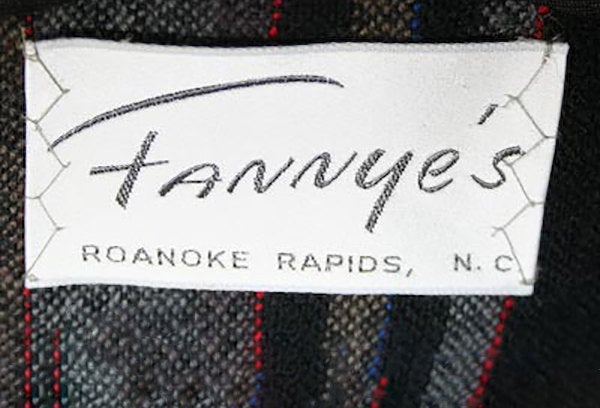 FANNYe's
ROANOKE RAPIDS, N. C.